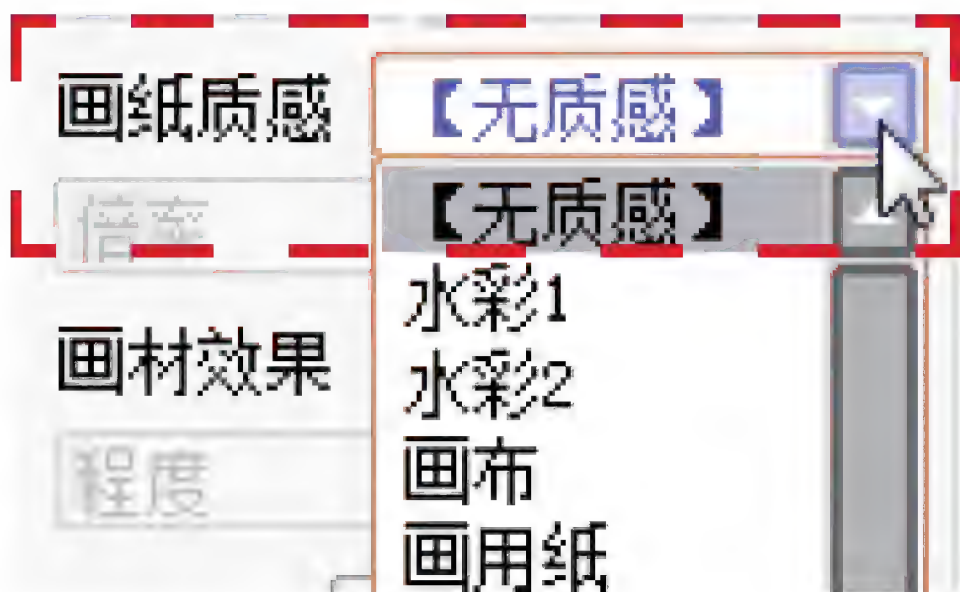 画纸质感 【无质感】
【无质感】
倍率
水彩1
画材效果
水彩2
画布
程度
画用纸